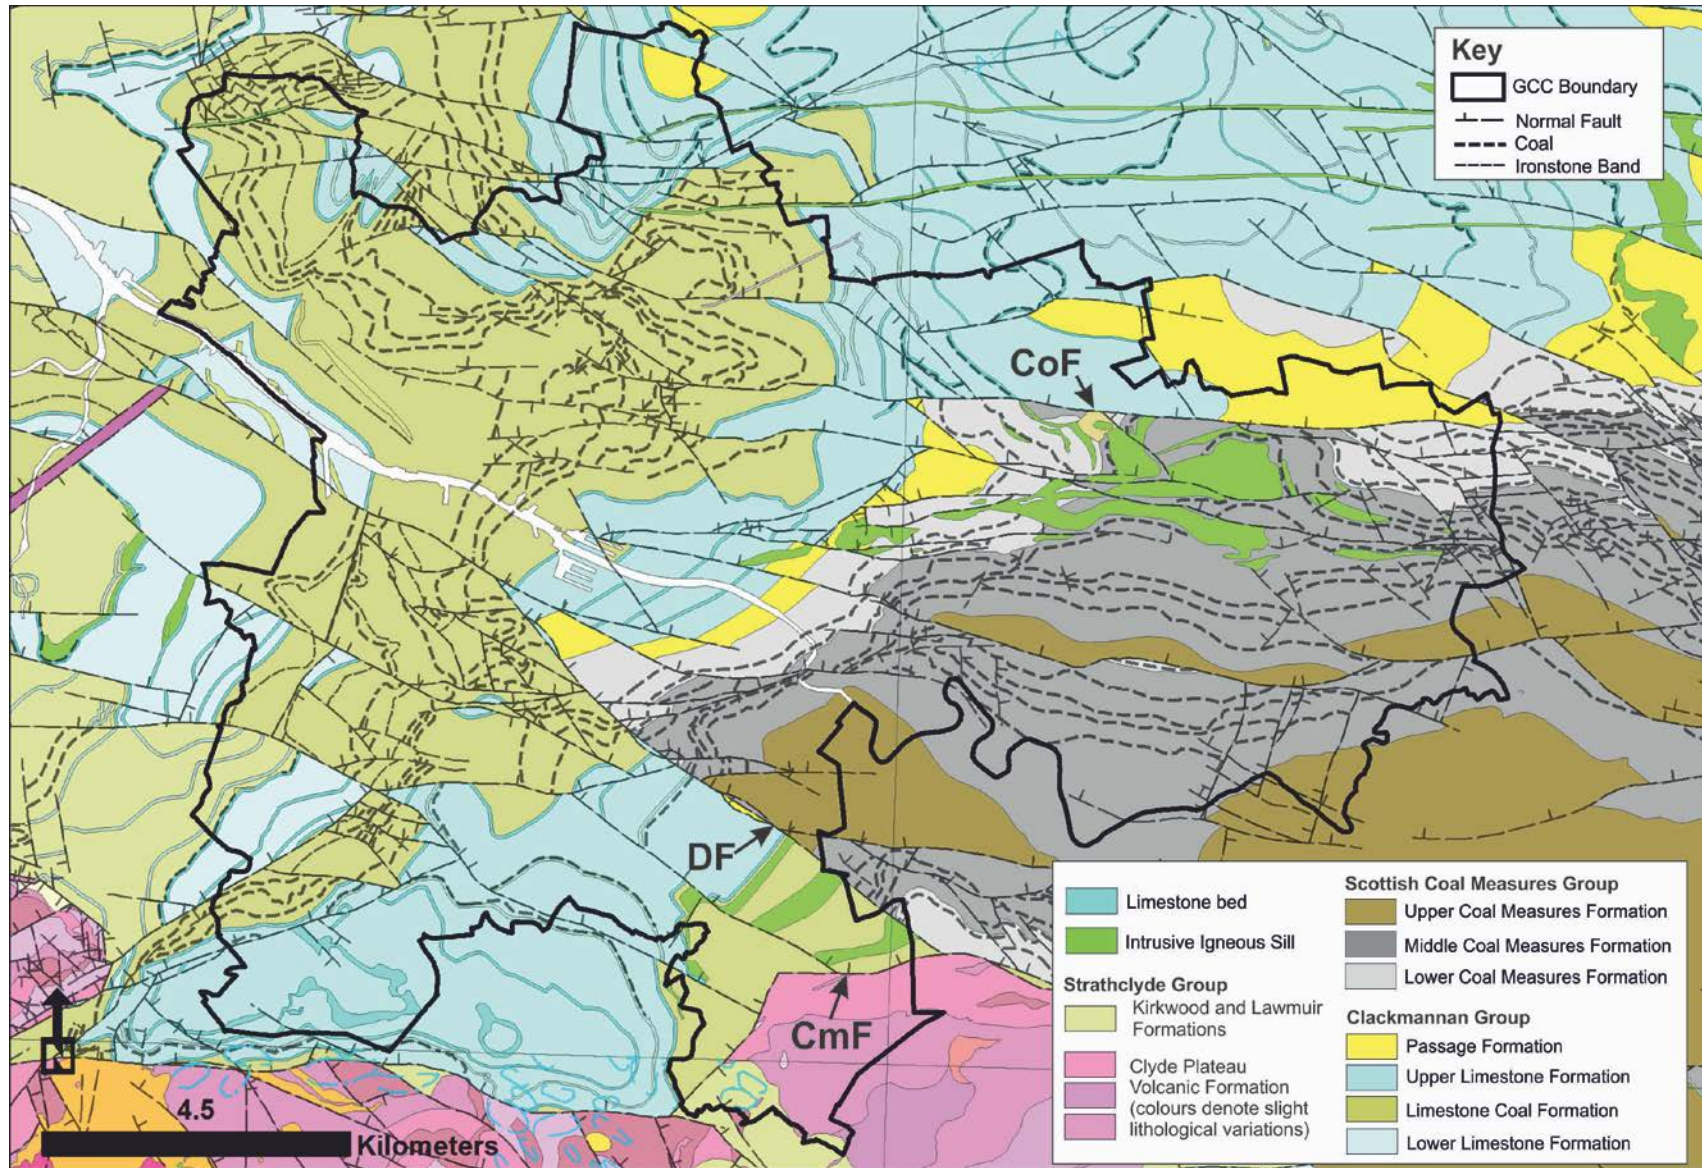 Key
GCC Boundary
Normal Fault
Coal
Ironstone Band
CoF
DF
CmF
Limestone bed
Intrusive Igneous Sill
Strathclyde Group
Kirkwood and Lawmuir
Formations
Clyde Plateau
Volcanic Formation
(colours denote slight
lithological variations)
Scottish Coal Measures Group
Upper Coal Measures Formation
Middle Coal Measures Formation
Lower Coal Measures Formation
Clackmannan Group
Passage Formation
Upper Limestone Formation
Limestone Coal Formation
Lower Limestone Formation
4.5
Kilometers